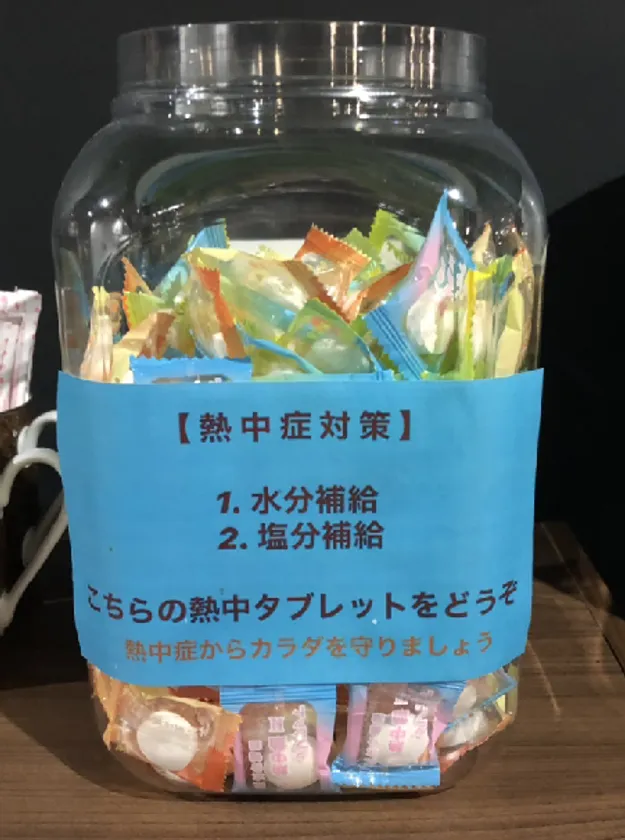 【熱中症対策】
1. 水分補給
2. 塩分補給
こちらの熱中タブレットをどうぞ
熱中症からカラダを守りましょう